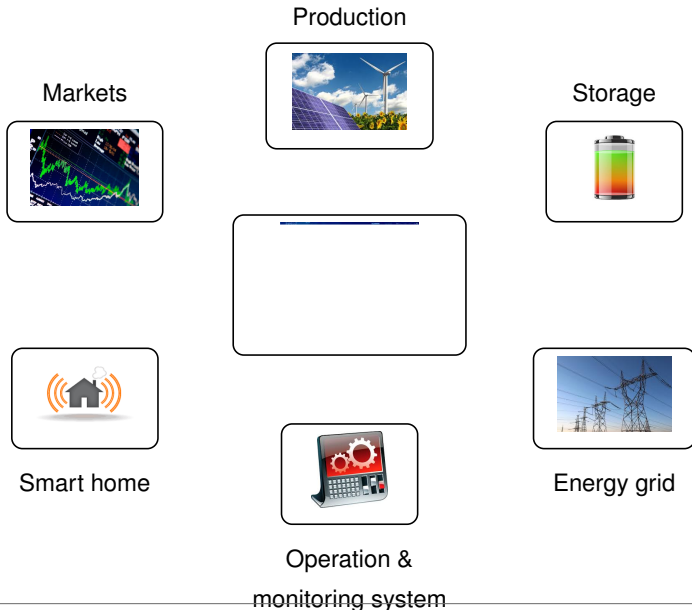 Production
Markets
Storage
Smart home
Energy grid
Operation &
monitoring system